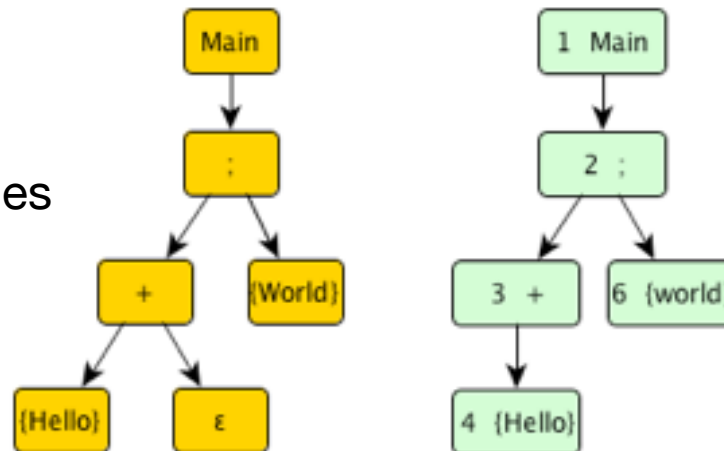 Main
1 Main
;
2 ;
es
+
{World}
3 +
6 {world
{Hello}
ε
4 {Hello}